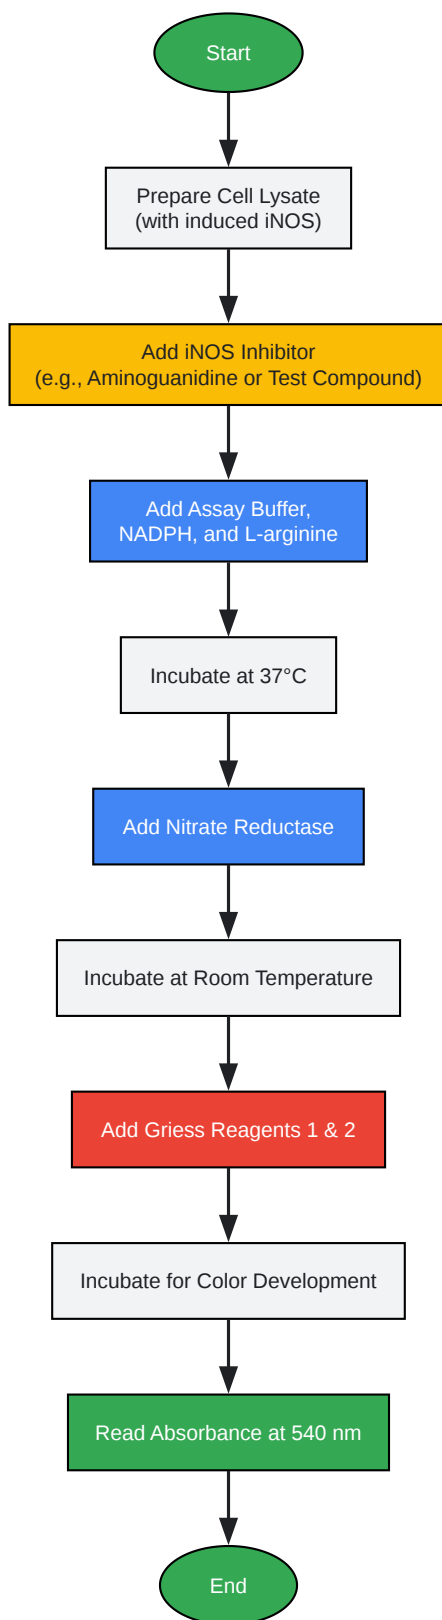 Start
Prepare Cell Lysate
(with induced iNOS)
Add iNOS Inhibitor
(e.g., Aminoguanidine or Test Compound)
Add Assay Buffer,
NADPH, and L-arginine
Incubate at 37°C
Add Nitrate Reductase
Incubate at Room Temperature
Add Griess Reagents 1 & 2
Incubate for Color Development
Read Absorbance at 540 nm
End